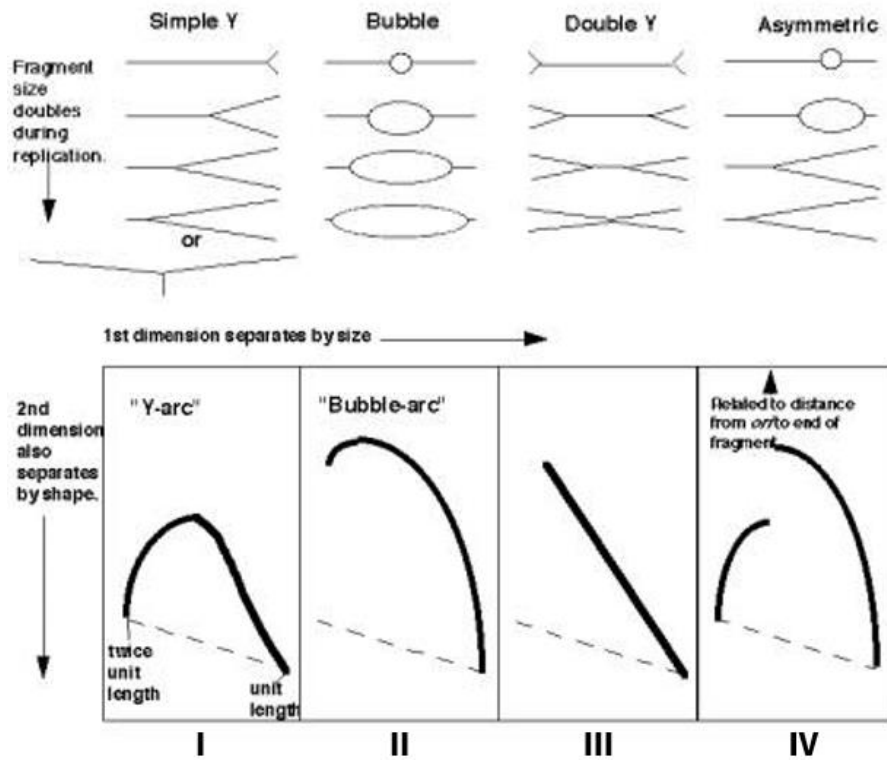 Simple Y
Bubble
Double Y
Asymmetric
Fragment
size
doubles
during
replication.
or
1st dimension separates by size
2nd
dimension
also
separates
by shape.
"Y-arc"
"Bubble-arc"
Related to distance
from ori to end of
fragment
twice
unit
length
unit
length
I
II
III
IV